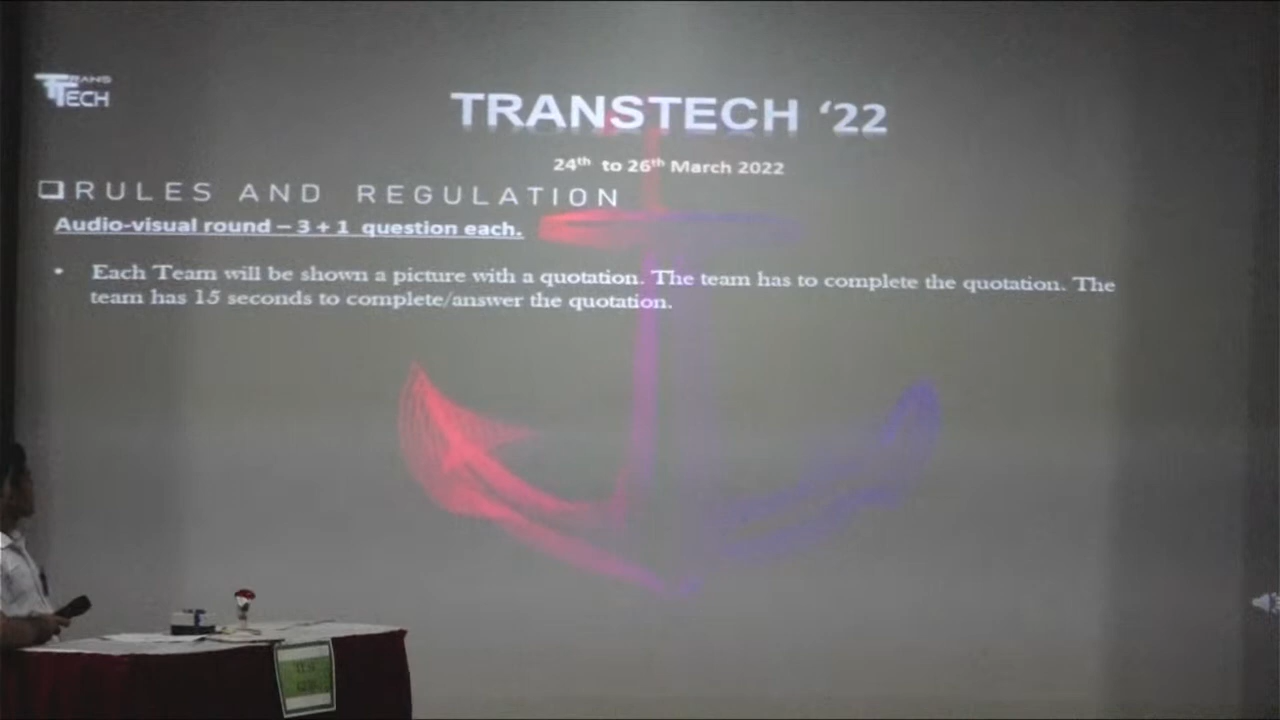 TRANS
TECH
TRANSTECH ‘22
24th to 26th March 2022
RULES AND REGULATION
Audio-visual round – 3 + 1 question each.
• Each Team will be shown a picture with a quotation. The team has to complete the quotation. The
team has 15 seconds to complete/answer the quotation.